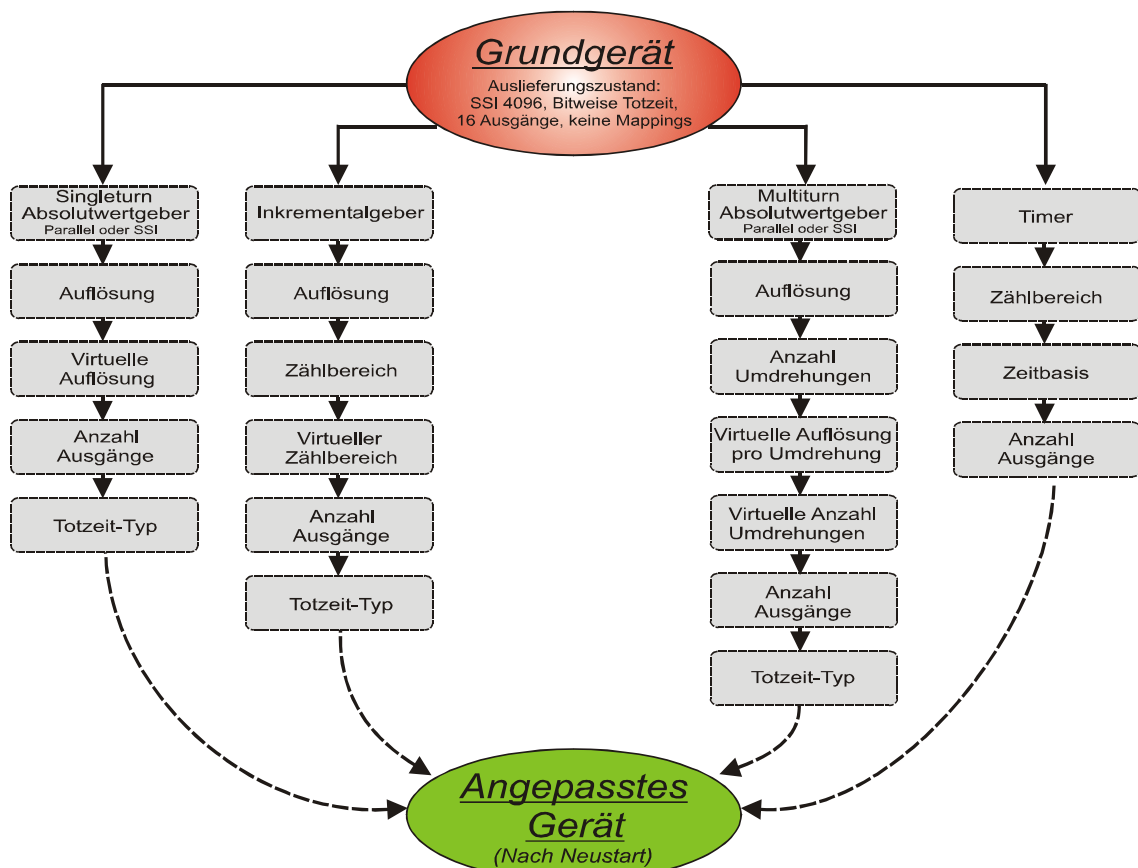 Grundgerät
Auslieferungszustand:
SSI 4096, Bitweise Totzeit,
16 Ausgänge, keine Mappings
Singleturn
Absolutwertgeber
Parallel oder SSI
Auflösung
Virtuelle
Auflösung
Anzahl
Ausgänge
Totzeit-Typ
Inkrementalgeber
Auflösung
Zählbereich
Virtueller
Zählbereich
Anzahl
Ausgänge
Totzeit-Typ
Multiturn
Absolutwertgeber
Parallel oder SSI
Auflösung
Anzahl
Umdrehungen
Virtuelle Auflösung
pro Umdrehung
Virtuelle Anzahl
Umdrehungen
Anzahl
Ausgänge
Totzeit-Typ
Timer
Zählbereich
Zeitbasis
Anzahl
Ausgänge
Angepasstes
Gerät
(Nach Neustart)